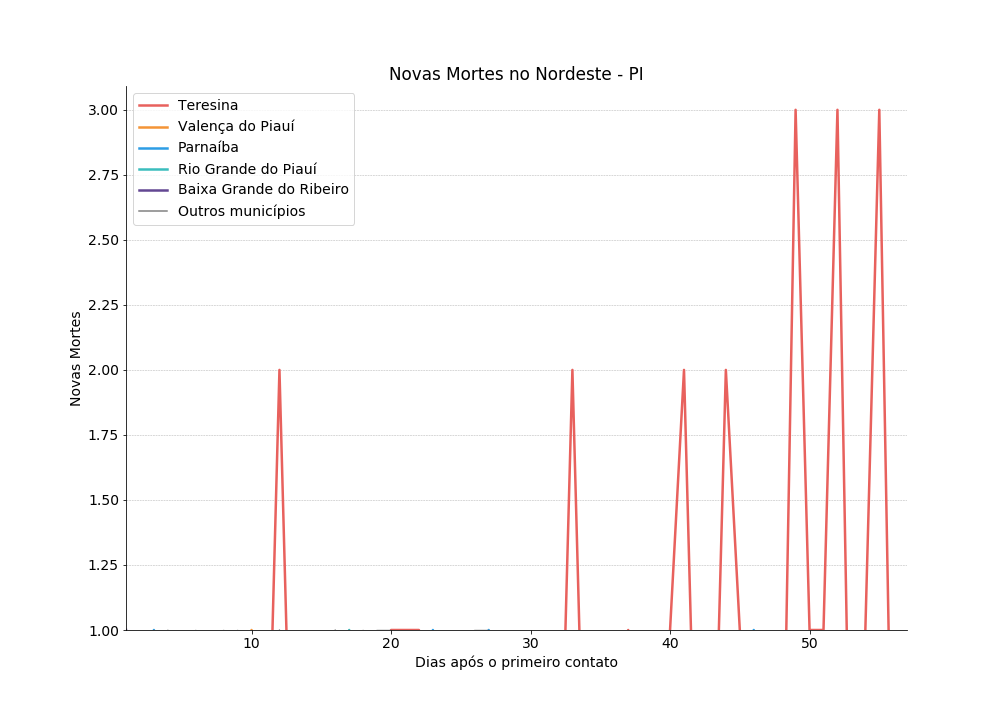 Novas Mortes no Nordeste - PI
Teresina
Valença do Piauí
Parnaíba
Rio Grande do Piauí
Baixa Grande do Ribeiro
Outros municípios
3.00
2.75
2.50
2.25
2.00
1.75
1.50
1.25
1.00
Novas Mortes
10 20 30 40 50
Dias após o primeiro contato